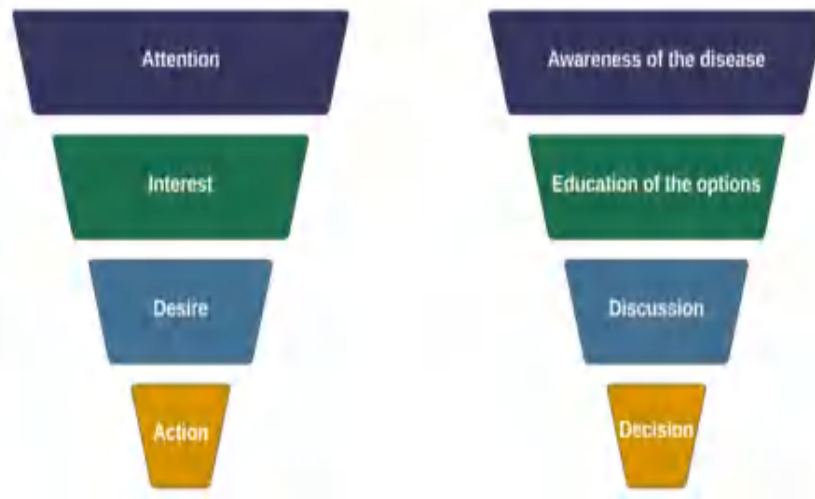 Attention
Interest
Desire
Action
Awareness of the disease
Education of the options
Discussion
Decision